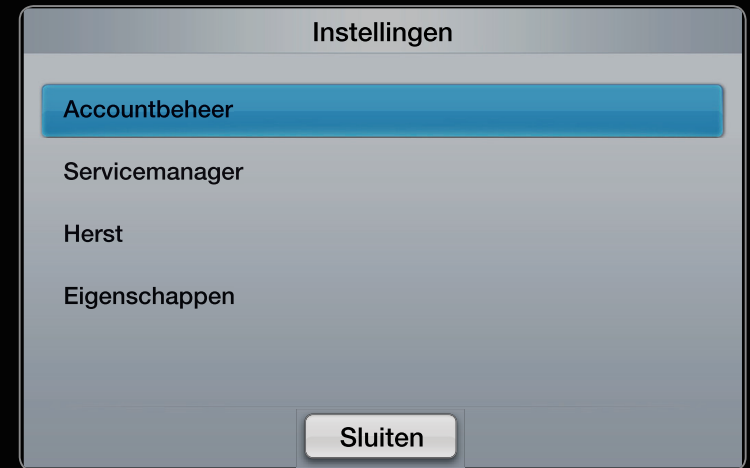 Instellingen
Accountbeheer
Servicemanager
Herst
Eigenschappen
Sluiten